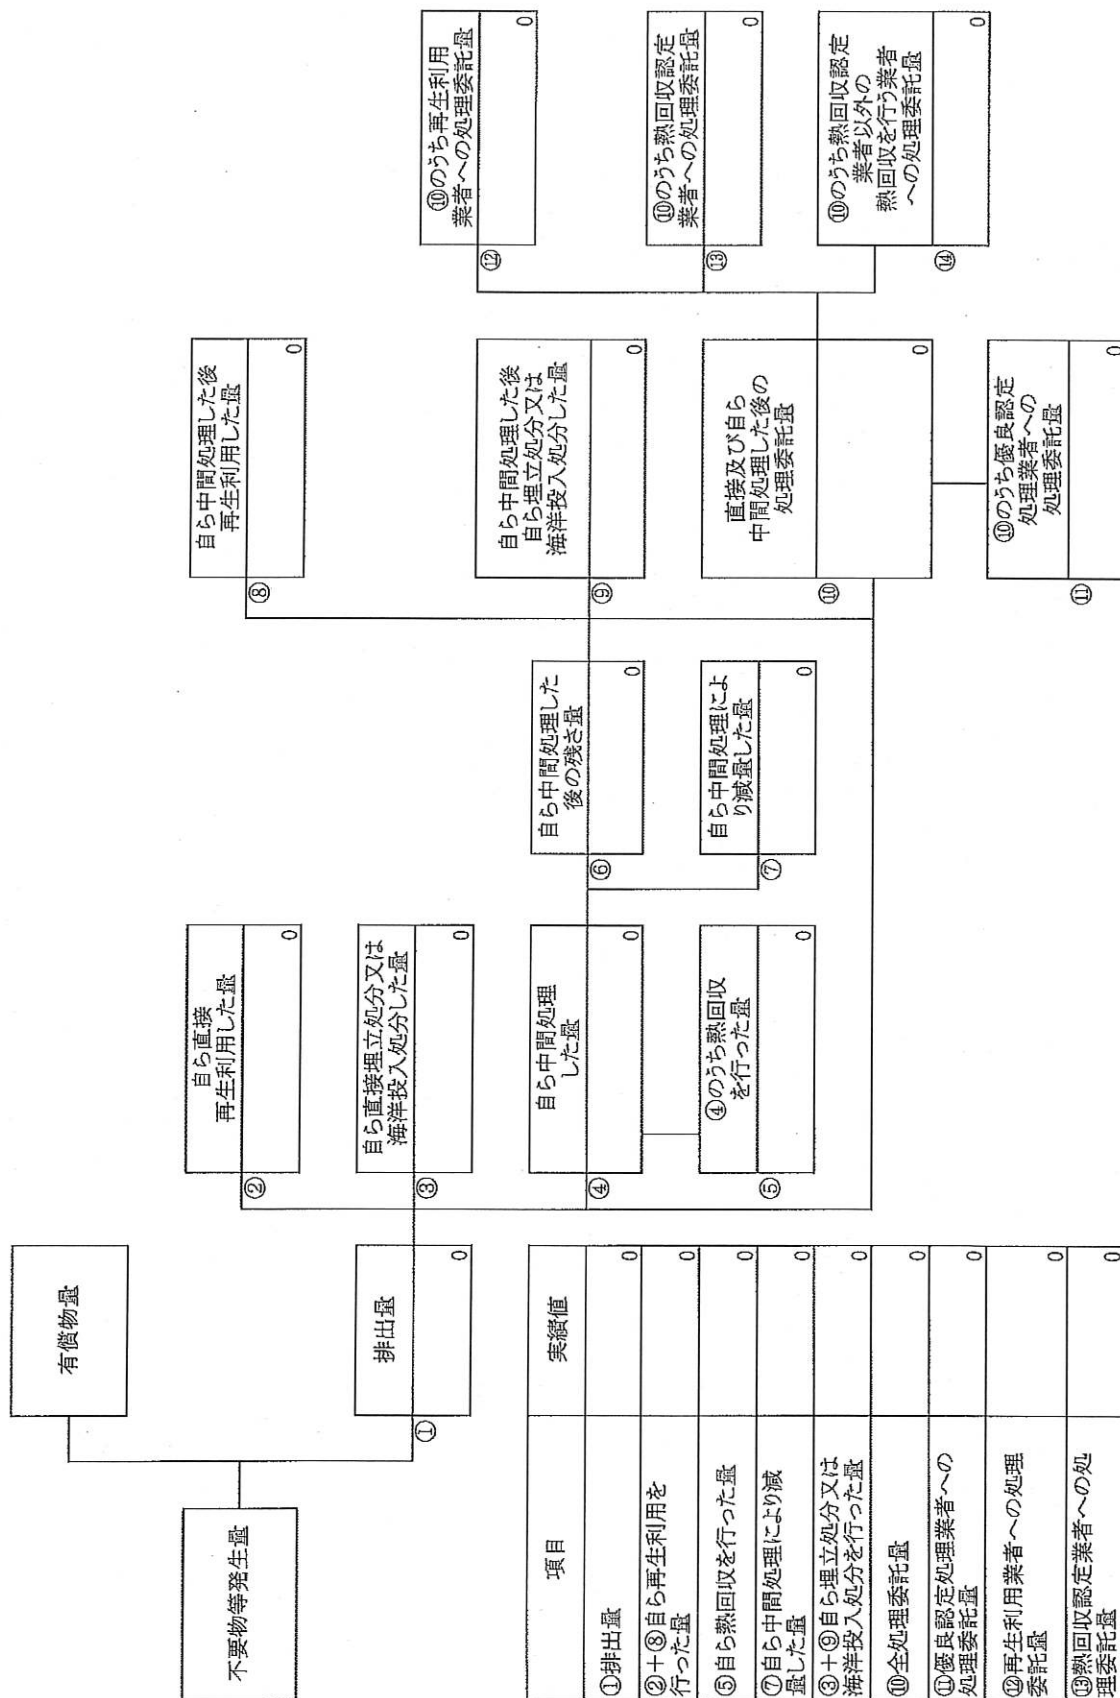 有償物量
不要物等発生量
排出量
①
0
自ら直接
再生利用した量
②
0
自ら直接埋立処分又は
海洋投入処分した量
③
0
自ら中間処理
した量
④
0
④のうち熱回収
を行った量
⑤
0
自ら中間処理した
後の残さ量
⑥
0
自ら中間処理によ
り減量した量
⑦
0
自ら中間処理した後
再生利用した量
⑧
0
自ら中間処理した後
自ら埋立処分又は
海洋投入処分した量
⑨
0
直接及び自ら
中間処理した後の
処理委託量
⑩
0
⑩のうち優良認定
処理業者への
処理委託量
⑪
0
⑩のうち再生利用
業者への処理委託量
⑫
0
⑩のうち熱回収認定
業者への処理委託量
⑬
0
⑩のうち熱回収認定
業者以外の
熱回収を行う業者
への処理委託量
⑭
0
項目 実績値
①排出量 0
②+⑧自ら再生利用を
行った量 0
⑤自ら熱回収を行った量 0
⑦自ら中間処理により減
量した量 0
③+⑨自ら埋立処分又は
海洋投入処分を行った量 0
⑩全処理委託量 0
⑪優良認定処理業者への
処理委託量 0
⑫再生利用業者への処理
委託量 0
⑬熱回収認定業者への処
理委託量 0